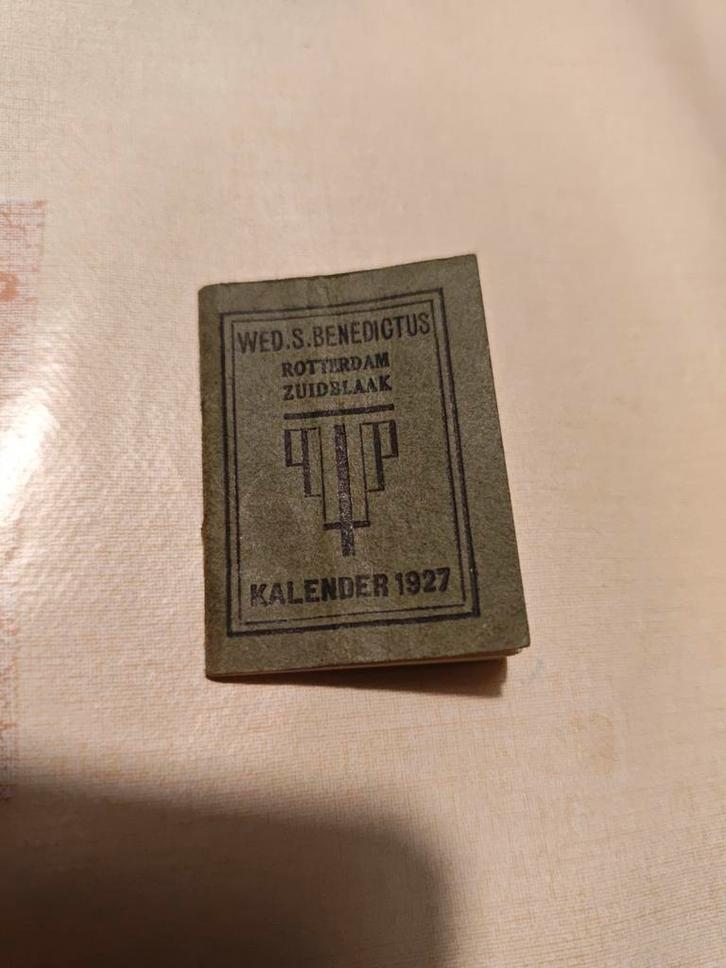 WED.S.BENEDICTUS
ROTTERDAM
ZUIDBLAAK
KALENDER 1927